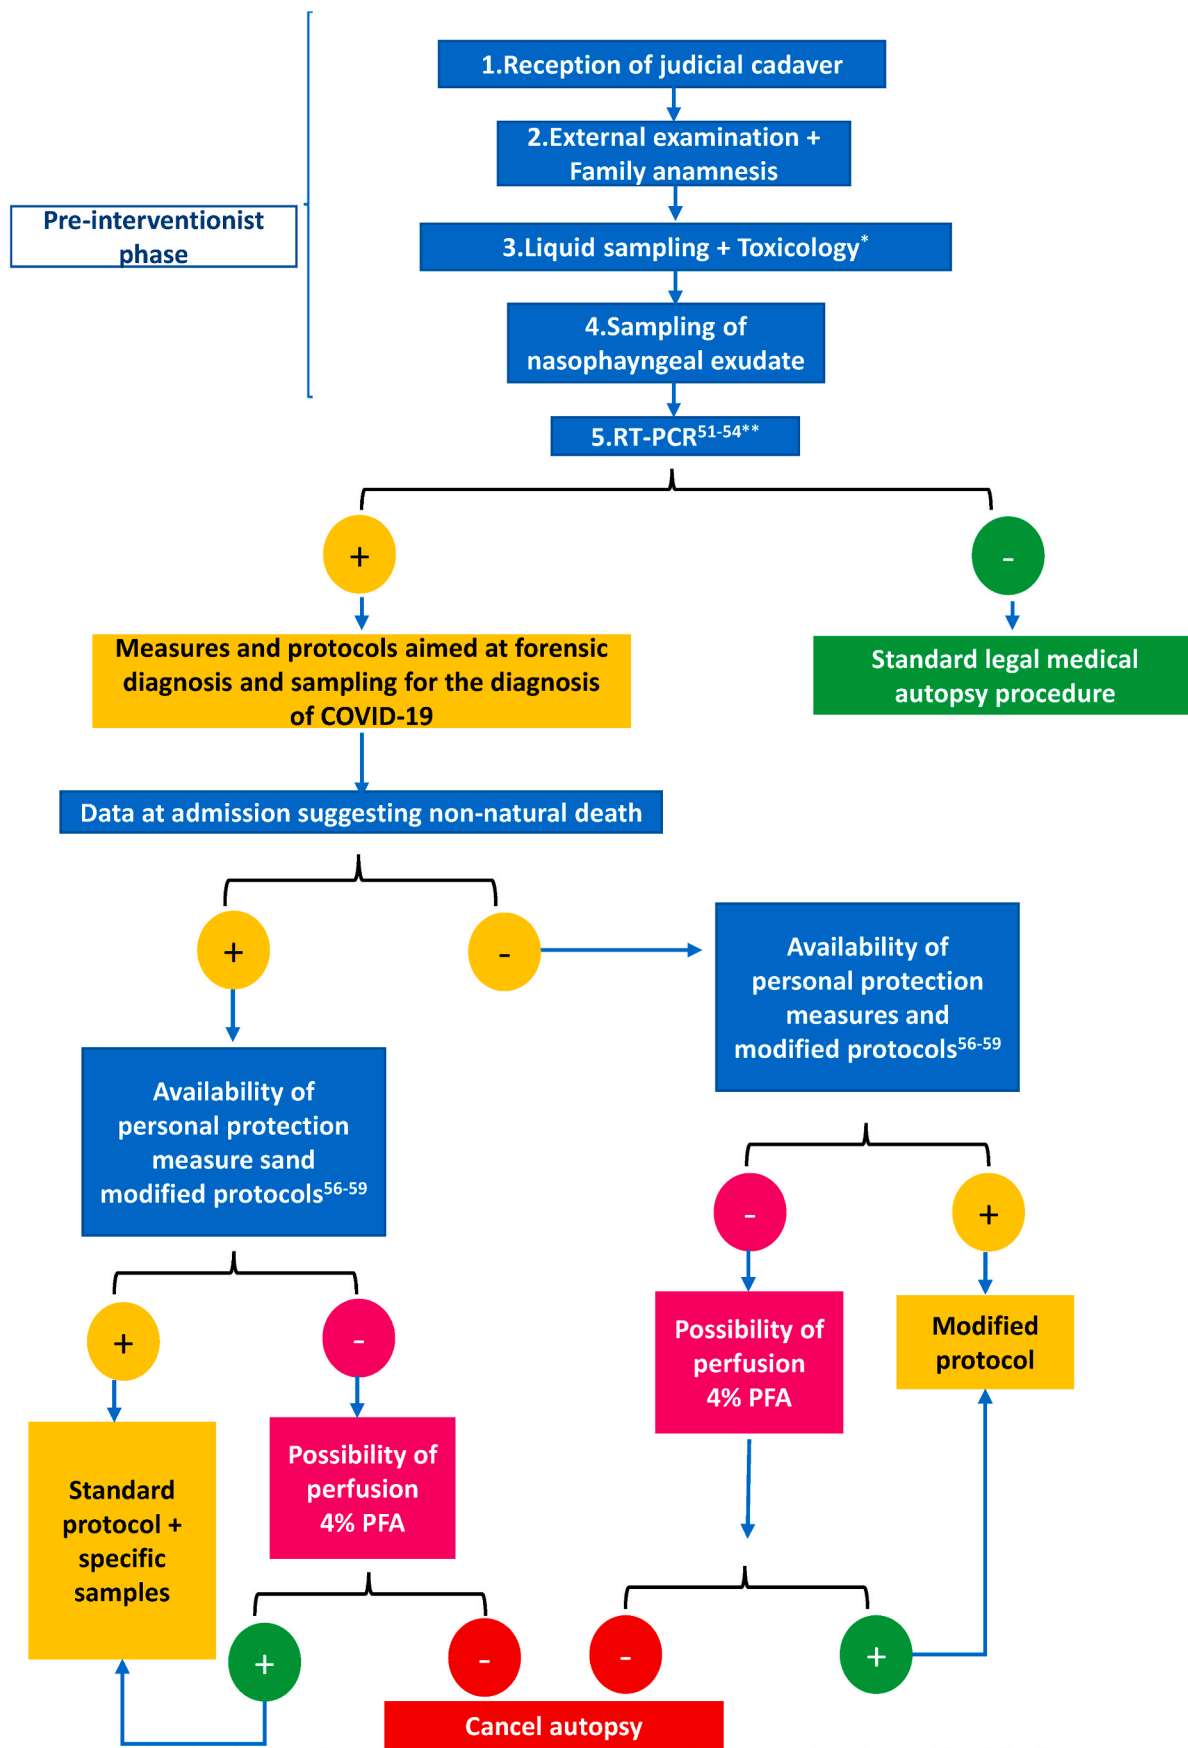 1.Reception of judicial cadaver
2.External examination +
Family anamnesis
Pre-interventionist
phase
3.Liquid sampling + Toxicology*
4.Sampling of
nasophayngeal exudate
5.RT-PCR51-54**
+
-
Measures and protocols aimed at forensic
diagnosis and sampling for the diagnosis
of COVID-19
Standard legal medical
autopsy procedure
Data at admission suggesting non-natural death
+
-
Availability of
personal protection
measures and
modified protocols56-59
Availability of
personal protection
measure sand
modified protocols56-59
-
+
+
-
Possibility of
perfusion
4% PFA
Modified
protocol
Standard
protocol +
specific
samples
Possibility of
perfusion
4% PFA
+
-
-
+
Cancel autopsy